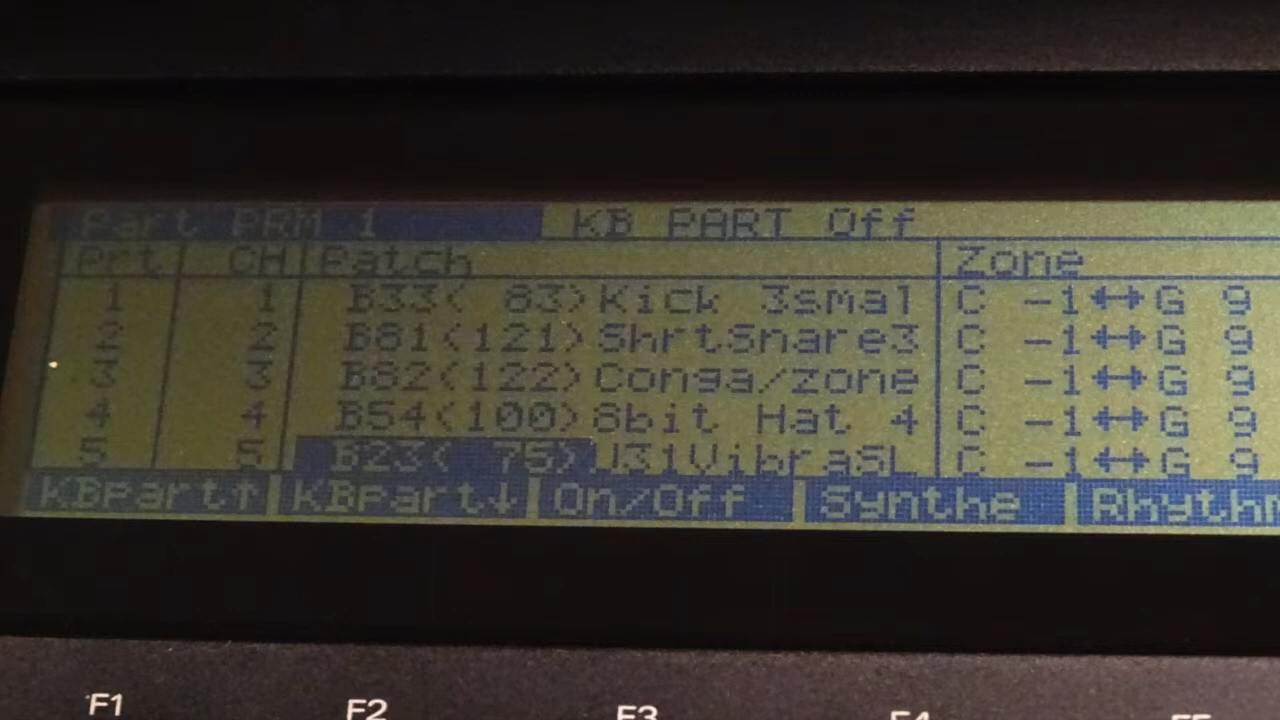 Part PRM 1 KB PART Off
Prt CH Patch Zone
1 1 B33( 83) Kick 3smal C -1↔G 9
2 2 B81(121) ShrtSnare3 C -1↔G 9
3 3 B82(122) Conga/zone C -1↔G 9
4 4 B54(100) 8bit Hat 4 C -1↔G 9
5 5 B23( 75) J31VibraSL C -1↔G 9
KBpart↑ KBpart↓ On/Off Synthe Rhythm
F1 F2 F3 F4 F5